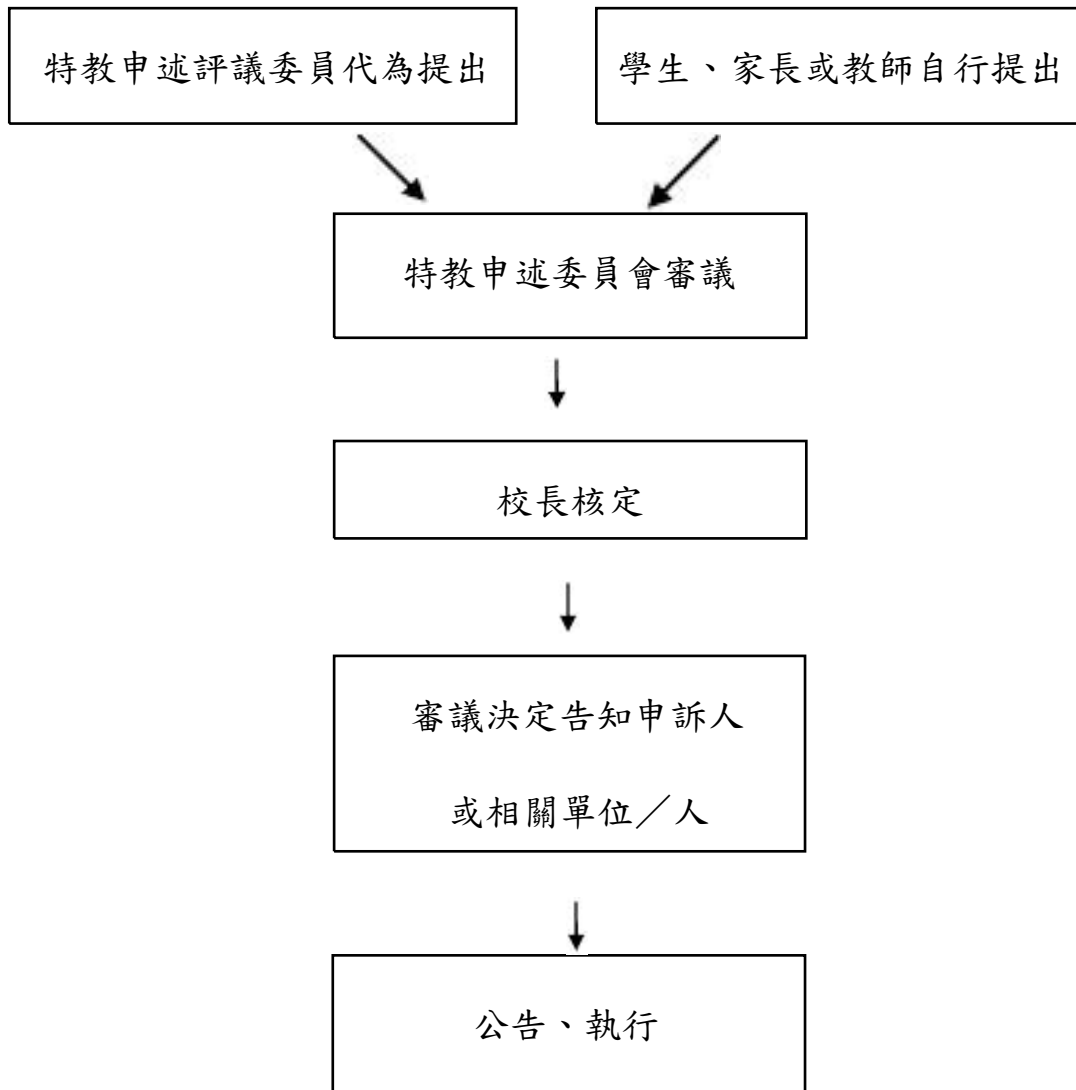 特教申述評議委員代為提出
學生、家長或教師自行提出
特教申述委員會審議
校長核定
審議決定告知申訴人
或相關單位／人
公告、執行